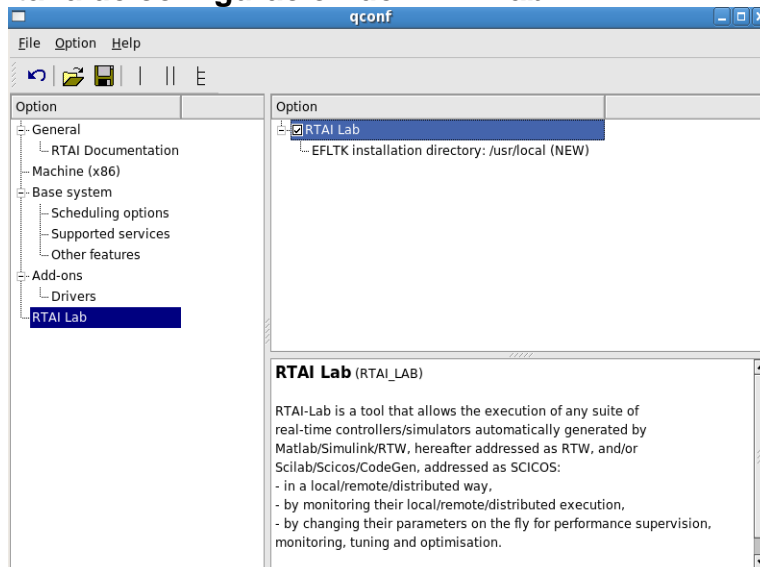 qconf
File Option Help
Option
General
RTAI Documentation
Machine (x86)
Base system
Scheduling options
Supported services
Other features
Add-ons
Drivers
RTAI Lab
Option
RTAI Lab
EFLTK installation directory: /usr/local (NEW)
RTAI Lab (RTAI_LAB)
RTAI-Lab is a tool that allows the execution of any suite of
real-time controllers/simulators automatically generated by
Matlab/Simulink/RTW, hereafter addressed as RTW, and/or
Scilab/Scicos/CodeGen, addressed as SCICOS:
- in a local/remote/distributed way,
- by monitoring their local/remote/distributed execution,
- by changing their parameters on the fly for performance supervision,
monitoring, tuning and optimisation.